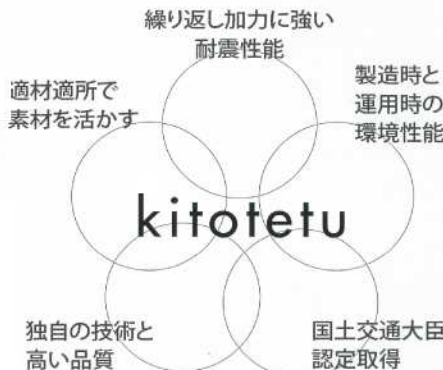 繰り返し加力に強い
耐震性能
適材適所で
素材を活かす
製造時と
運用時の
環境性能
kitotetu
独自の技術と
高い品質
国土交通大臣
認定取得